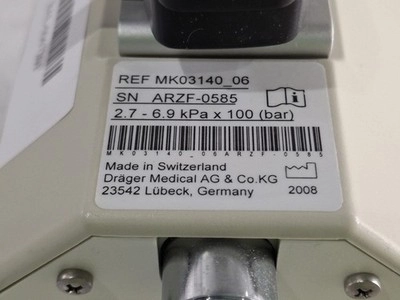 REF MK03140_06
SN ARZF-0585
2.7 - 6.9 kPa x 100 (bar)
MK03140_06ARZF-0585
Made in Switzerland
Dräger Medical AG & Co.KG
23542 Lübeck, Germany
2008